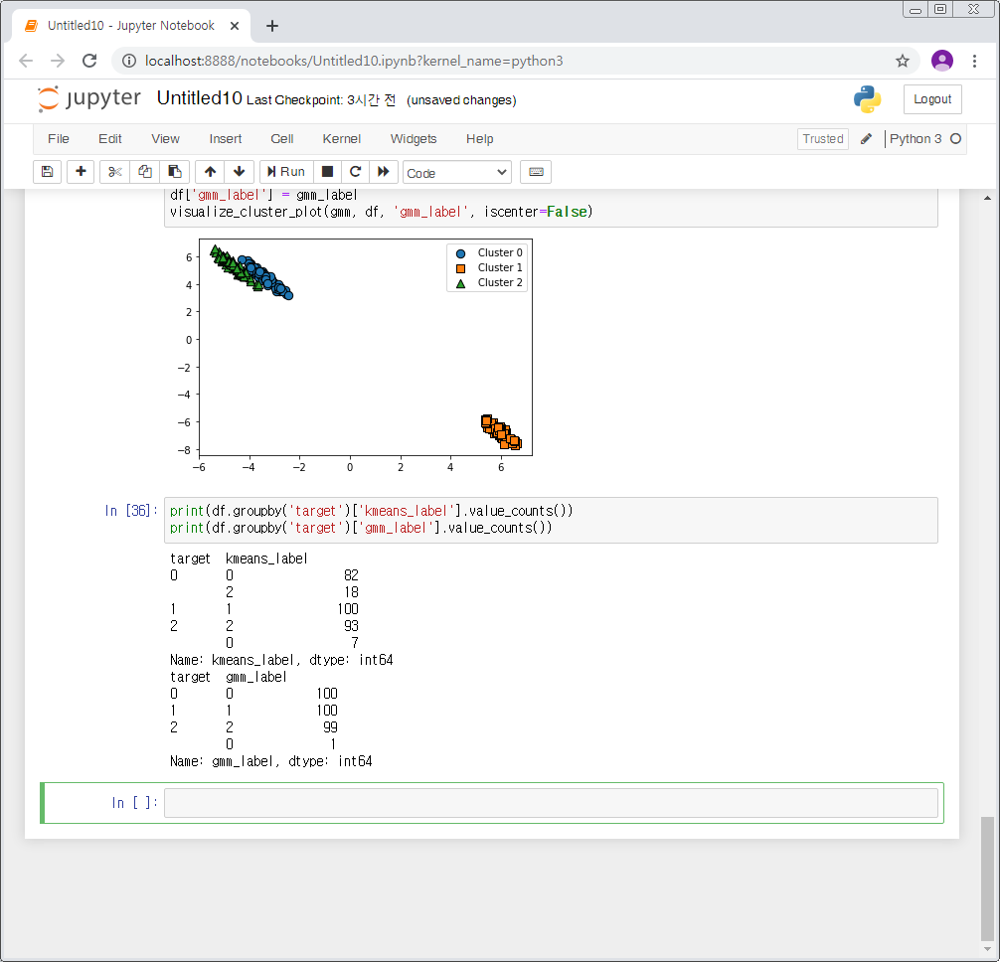 Untitled10 - Jupyter Notebook
localhost:8888/notebooks/Untitled10.ipynb?kernel_name=python3
jupyter Untitled10 Last Checkpoint: 3시간 전 (unsaved changes)
Logout
File Edit View Insert Cell Kernel Widgets Help
Trusted
Python 3
Run
Code
df['gmm_label'] = gmm_label
visualize_cluster_plot(gmm, df, 'gmm_label', iscenter=False)
Cluster 0
Cluster 1
Cluster 2
6
4
2
0
−2
−4
−6
−8
−6 −4 −2 0 2 4 6
In [36]:
print(df.groupby('target')['kmeans_label'].value_counts())
print(df.groupby('target')['gmm_label'].value_counts())
target kmeans_label
0 0 82
2 18
1 1 100
2 2 93
0 7
Name: kmeans_label, dtype: int64
target gmm_label
0 0 100
1 1 100
2 2 99
0 1
Name: gmm_label, dtype: int64
In [ ]: